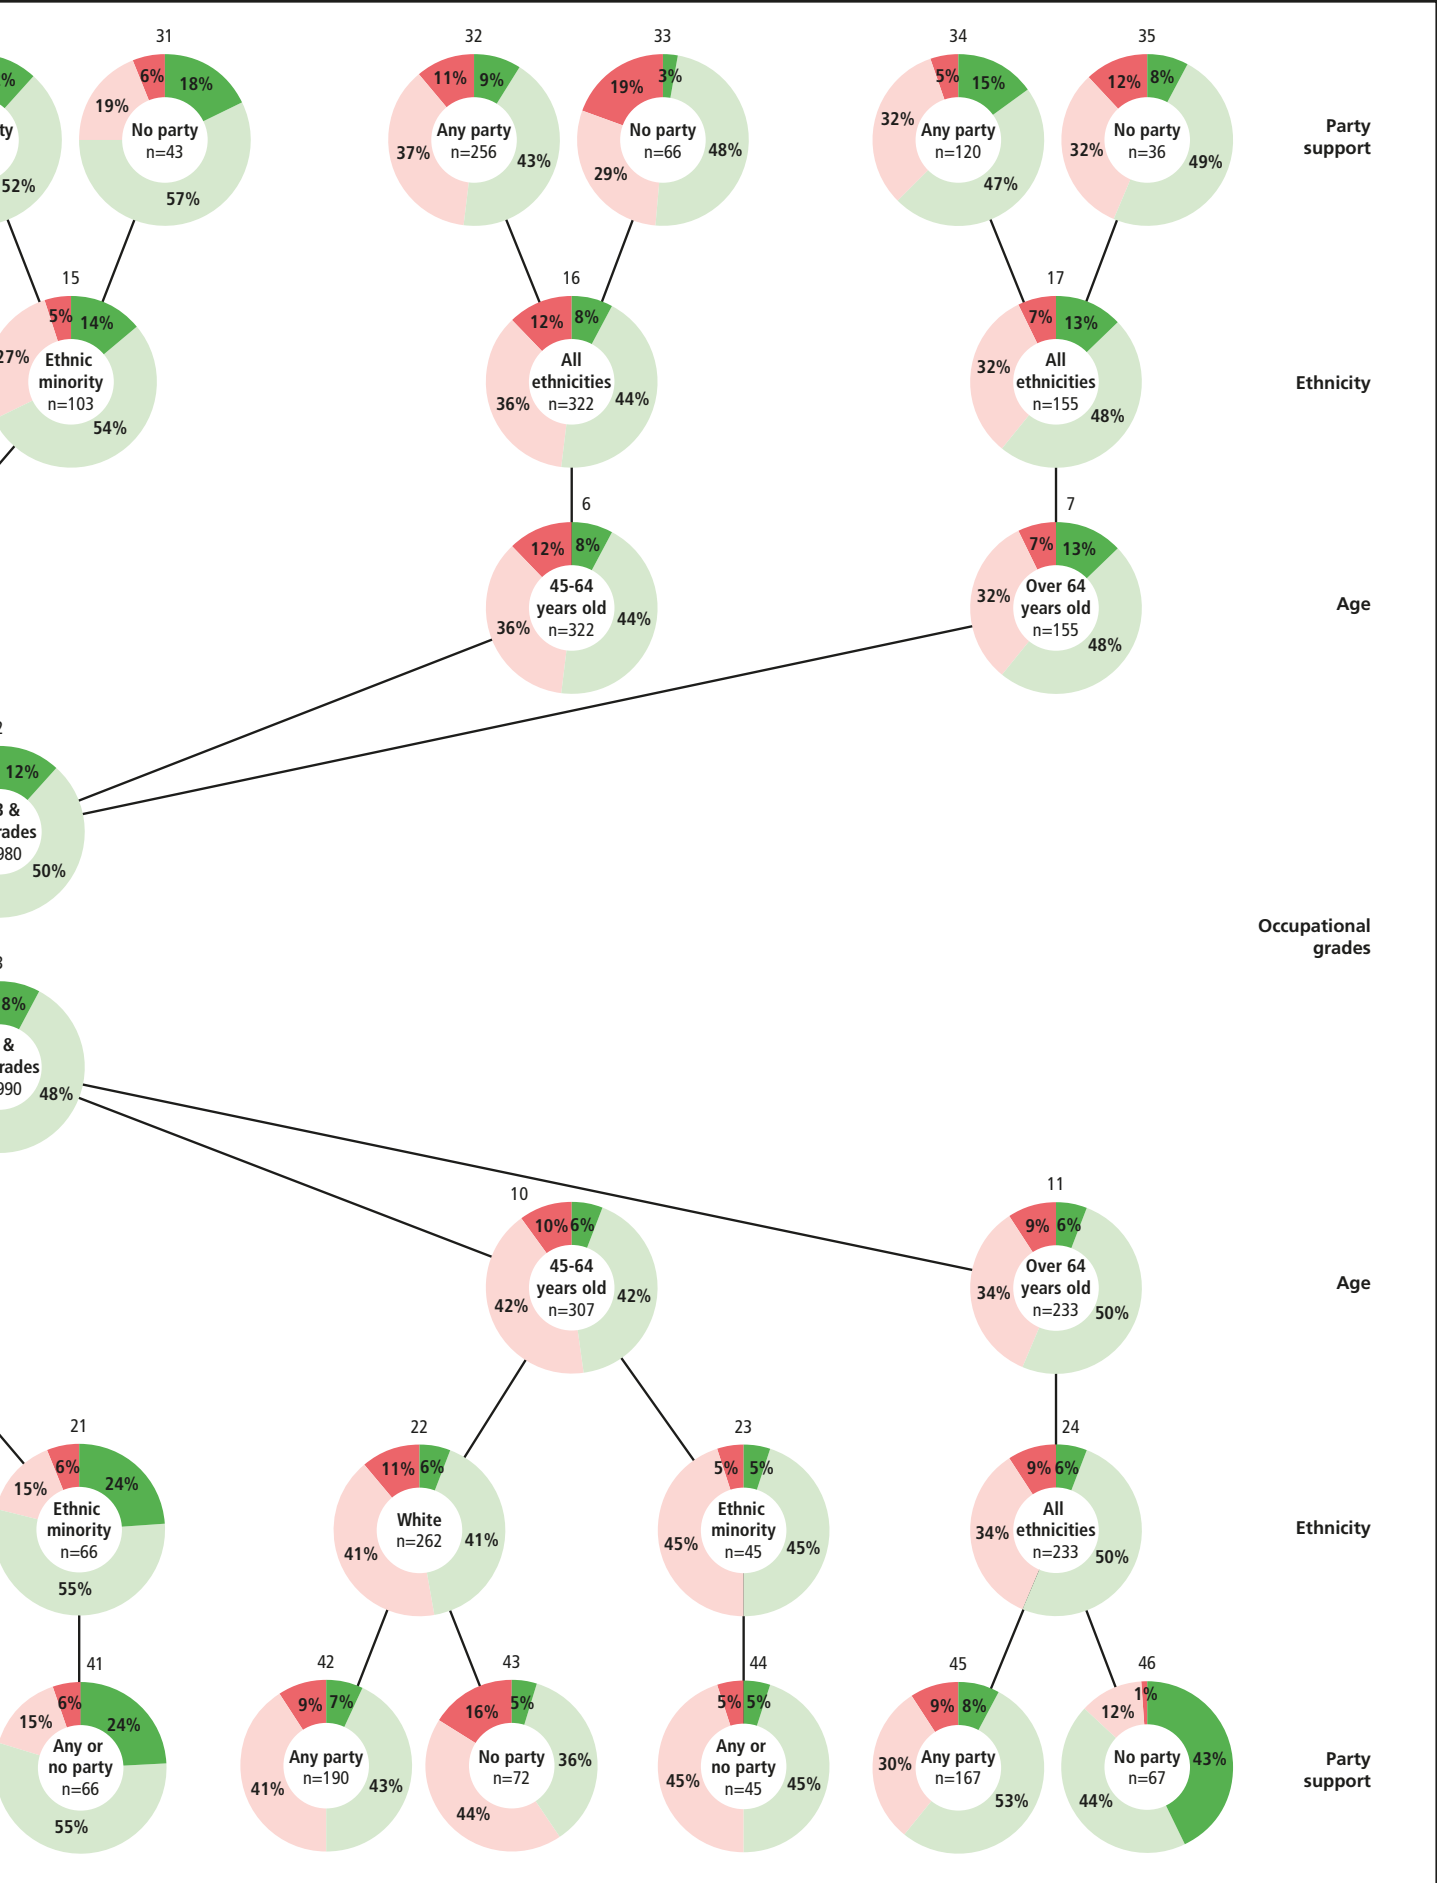 31
32
33
34
35
6%
18%
19%
No party
n=43
57%
%
ty
52%
11%
9%
37%
Any party
n=256
43%
19%
3%
29%
No party
n=66
48%
5%
15%
32%
Any party
n=120
47%
12%
8%
32%
No party
n=36
49%
Party
support
15
5%
14%
27%
Ethnic
minority
n=103
54%
16
12%
8%
36%
All
ethnicities
n=322
44%
17
7%
13%
32%
All
ethnicities
n=155
48%
Ethnicity
6
12%
8%
36%
45-64
years old
n=322
44%
7
7%
13%
32%
Over 64
years old
n=155
48%
Age
2
12%
B &
rades
980
50%
Occupational
grades
3
8%
&
rades
990
48%
10
10%
6%
42%
45-64
years old
n=307
42%
11
9%
6%
34%
Over 64
years old
n=233
50%
Age
21
6%
24%
15%
Ethnic
minority
n=66
55%
22
11%
6%
41%
White
n=262
41%
23
5%
5%
45%
Ethnic
minority
n=45
45%
24
9%
6%
34%
All
ethnicities
n=233
50%
Ethnicity
41
6%
24%
15%
Any or
no party
n=66
55%
42
9%
7%
41%
Any party
n=190
43%
43
16%
5%
44%
No party
n=72
36%
44
5%
5%
45%
Any or
no party
n=45
45%
45
9%
8%
30%
Any party
n=167
53%
46
1%
12%
44%
No party
n=67
43%
Party
support